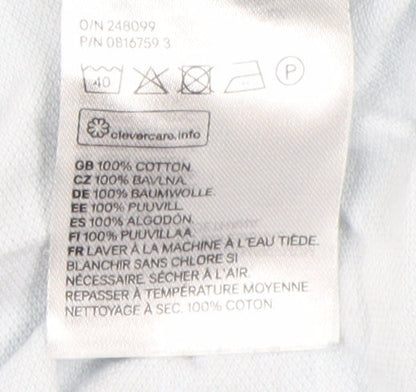 O/N 248099
P/N 0816759 3
40 P
clevercare.info
GB 100% COTTON.
CZ 100% BAVLNA.
DE 100% BAUMWOLLE.
EE 100% PUUVILL.
ES 100% ALGODÓN.
FI 100% PUUVILLAA.
FR LAVER À LA MACHINE À L'EAU TIÈDE.
BLANCHIR SANS CHLORE SI
NÉCESSAIRE. SÉCHER À L'AIR.
REPASSER À TEMPÉRATURE MOYENNE
NETTOYAGE À SEC. 100% COTON.